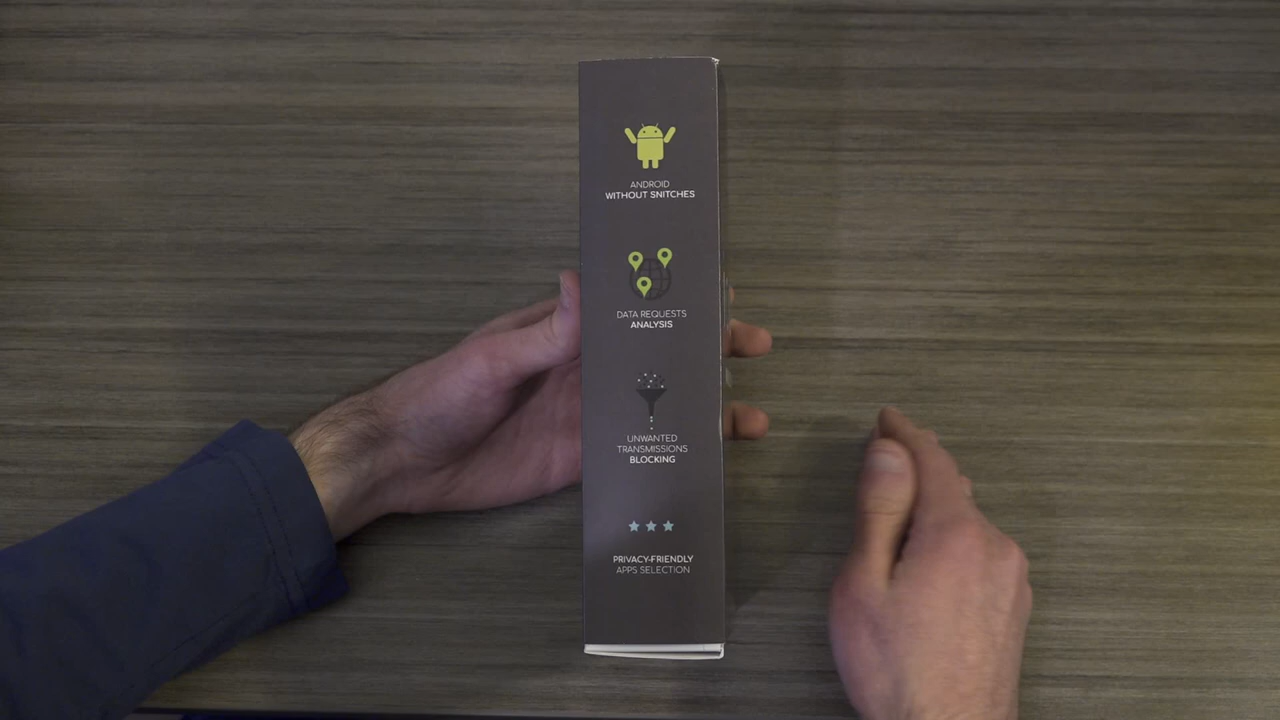 ANDROID
WITHOUT SNITCHES
DATA REQUESTS
ANALYSIS
UNWANTED
TRANSMISSIONS
BLOCKING
PRIVACY-FRIENDLY
APPS SELECTION